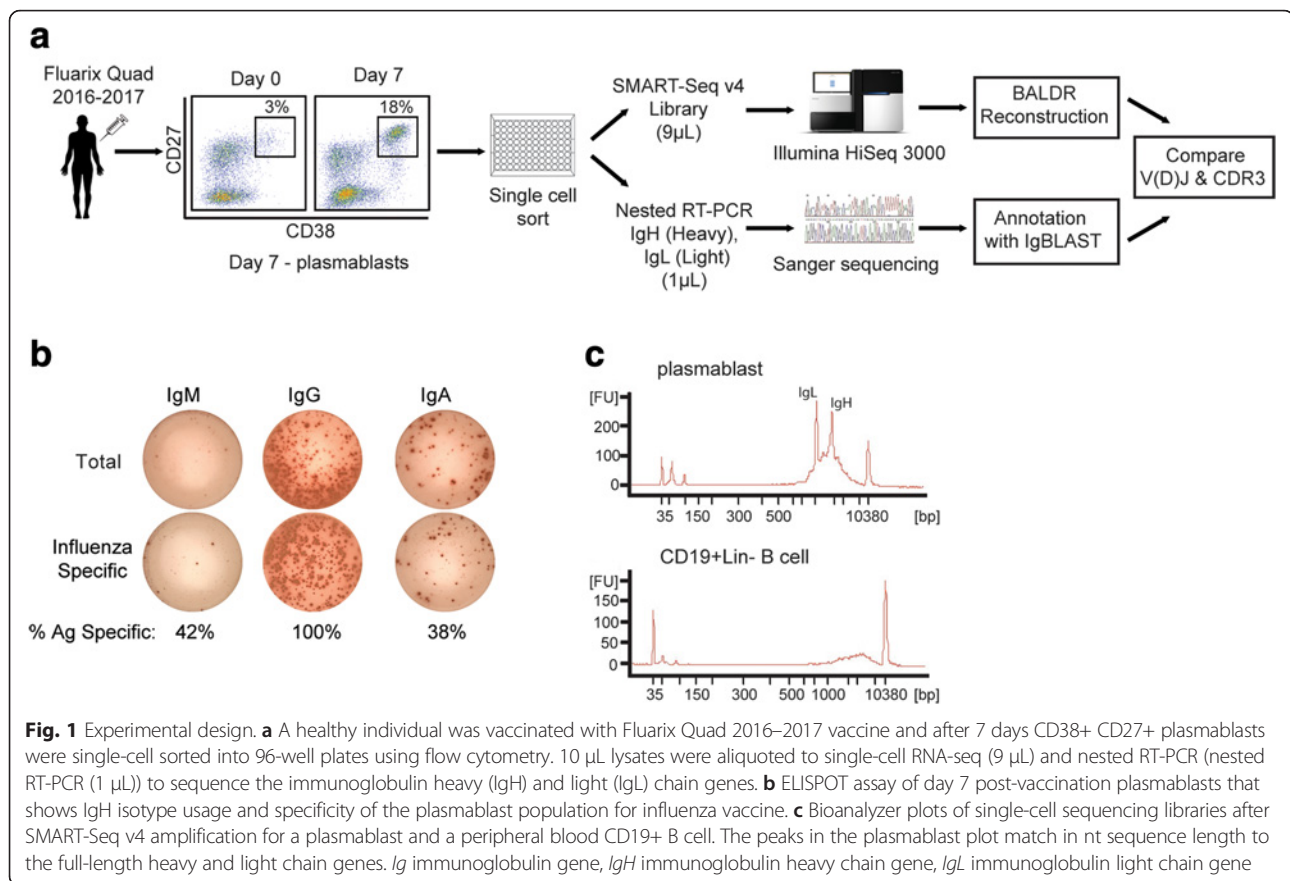 a
Fluarix Quad
2016-2017
Day 0
Day 7
3%
18%
CD27
CD38
Day 7 - plasmablasts
Single cell
sort
SMART-Seq v4
Library
(9µL)
Illumina HiSeq 3000
BALDR
Reconstruction
Nested RT-PCR
IgH (Heavy),
IgL (Light)
(1µL)
Sanger sequencing
Annotation
with IgBLAST
Compare
V(D)J & CDR3
b
IgM IgG IgA
Total
Influenza
Specific
% Ag Specific: 42% 100% 38%
c
plasmablast
[FU]
IgL
IgH
200
100
0
35 150 300 500 10380 [bp]
CD19+Lin- B cell
[FU]
150
100
50
0
35 150 300 500 1000 10380 [bp]
Fig. 1 Experimental design. a A healthy individual was vaccinated with Fluarix Quad 2016–2017 vaccine and after 7 days CD38+ CD27+ plasmablasts
were single-cell sorted into 96-well plates using flow cytometry. 10 µL lysates were aliquoted to single-cell RNA-seq (9 µL) and nested RT-PCR (nested
RT-PCR (1 µL)) to sequence the immunoglobulin heavy (IgH) and light (IgL) chain genes. b ELISPOT assay of day 7 post-vaccination plasmablasts that
shows IgH isotype usage and specificity of the plasmablast population for influenza vaccine. c Bioanalyzer plots of single-cell sequencing libraries after
SMART-Seq v4 amplification for a plasmablast and a peripheral blood CD19+ B cell. The peaks in the plasmablast plot match in nt sequence length to
the full-length heavy and light chain genes. Ig immunoglobulin gene, IgH immunoglobulin heavy chain gene, IgL immunoglobulin light chain gene